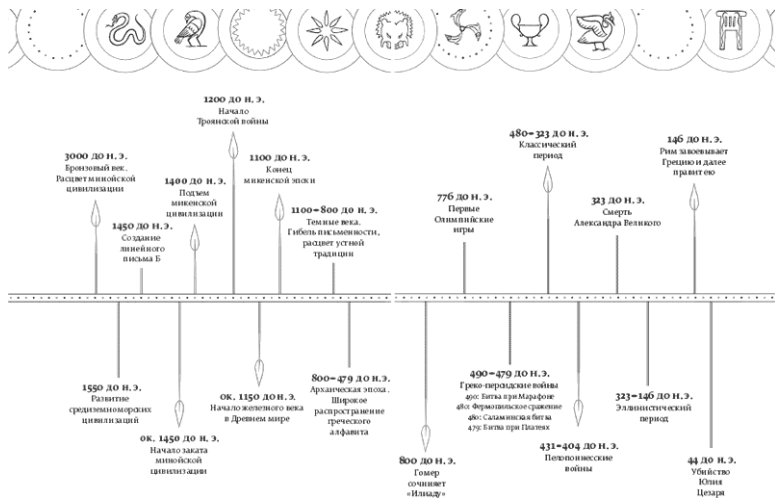 3000 ДО Н. Э.
Бронзовый век.
Расцвет минойской
цивилизации
1450 ДО Н. Э.
Создание
линейного
письма Б
1400 ДО Н. Э.
Подъем
микенской
цивилизации
1200 ДО Н. Э.
Начало
Троянской войны
1100 ДО Н. Э.
Конец
микенской эпохи
1100–800 ДО Н. Э.
Темные века.
Гибель письменности,
расцвет устной
традиции
776 ДО Н. Э.
Первые
Олимпийские
игры
480–323 ДО Н. Э.
Классический
период
323 ДО Н. Э.
Смерть
Александра Великого
146 ДО Н. Э.
Рим завоевывает
Грецию и далее
правит ею
1550 ДО Н. Э.
Развитие
средиземноморских
цивилизаций
ОК. 1450 ДО Н. Э.
Начало заката
минойской
цивилизации
ОК. 1150 ДО Н. Э.
Начало железного века
в Древнем мире
800–479 ДО Н. Э.
Архаическая эпоха.
Широкое
распространение
греческого
алфавита
800 ДО Н. Э.
Гомер
сочиняет
«Илиаду»
490–479 ДО Н. Э.
Греко-персидские войны
490: Битва при Марафоне
480: Фермопильское сражение
480: Саламинская битва
479: Битва при Платеях
431–404 ДО Н. Э.
Пелопоннесские
войны
323–146 ДО Н. Э.
Эллинистический
период
44 ДО Н. Э.
Убийство
Юлия
Цезаря